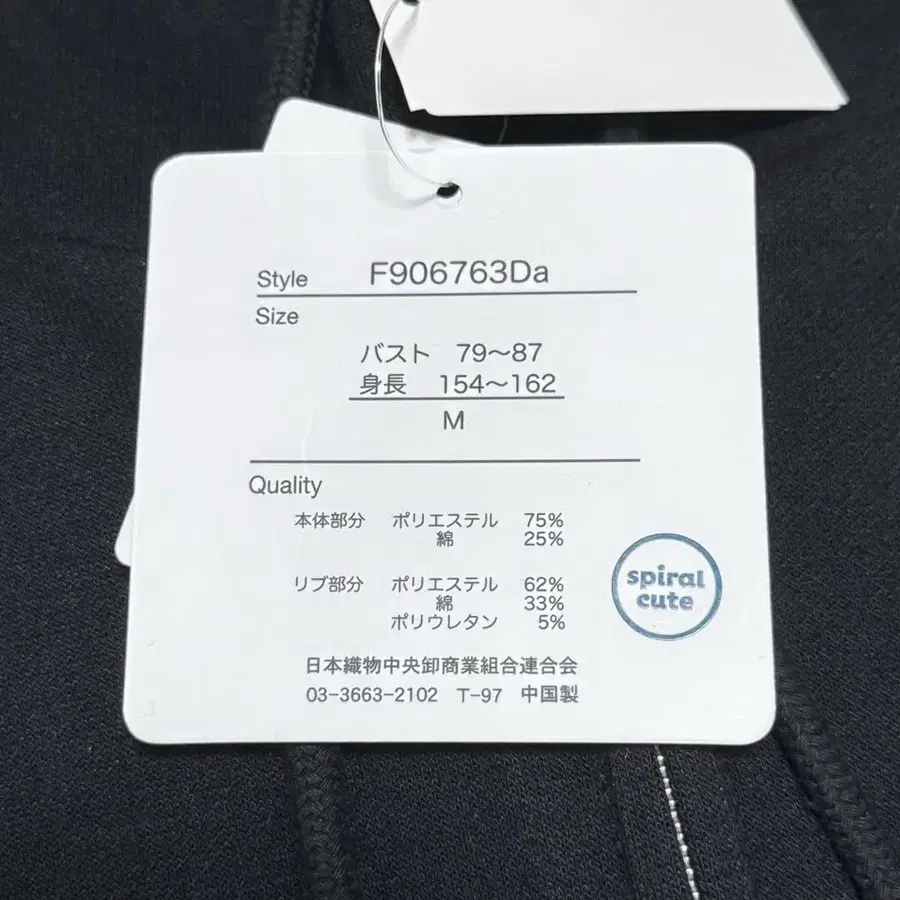 Style F906763Da
Size
バスト 79〜87
身長 154〜162
M
Quality
本体部分 ポリエステル 75%
綿 25%
リブ部分 ポリエステル 62%
綿 33%
ポリウレタン 5%
spiral
cute
日本織物中央卸商業組合連合会
03-3663-2102 T-97 中国製